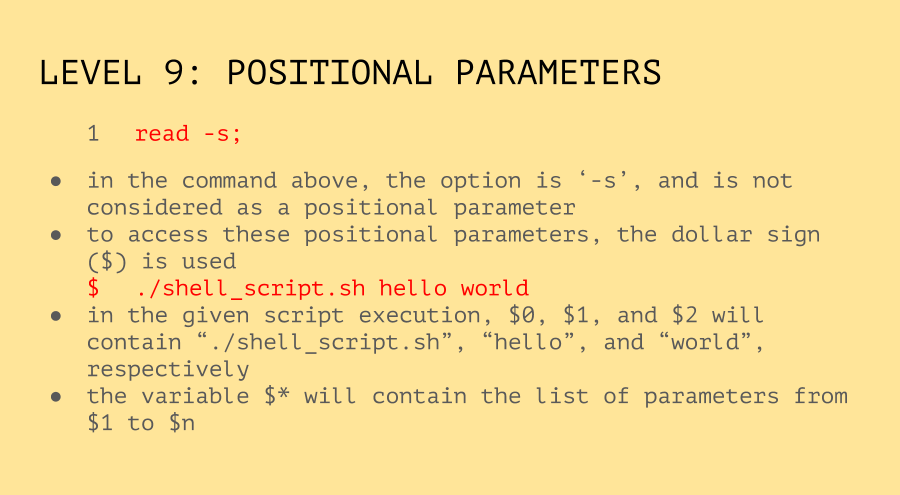 LEVEL 9: POSITIONAL PARAMETERS
1 read -s;
● in the command above, the option is ‘-s’, and is not
considered as a positional parameter
● to access these positional parameters, the dollar sign
($) is used
$ ./shell_script.sh hello world
● in the given script execution, $0, $1, and $2 will
contain “./shell_script.sh”, “hello”, and “world”,
respectively
● the variable $* will contain the list of parameters from
$1 to $n